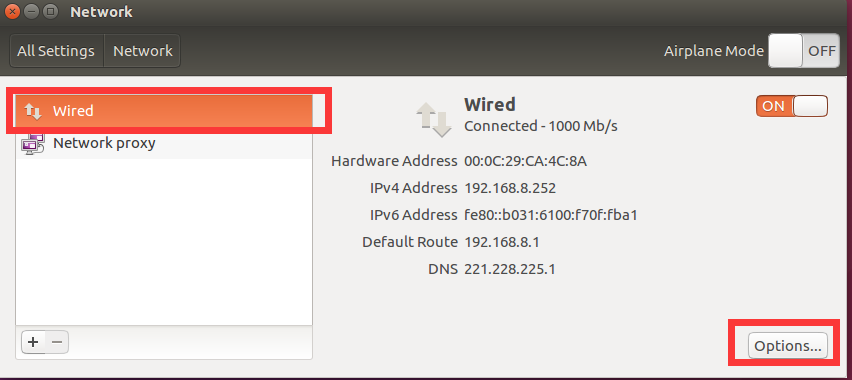 Network
All Settings Network Airplane Mode OFF
Wired
Network proxy
Wired ON
Connected - 1000 Mb/s
Hardware Address 00:0C:29:CA:4C:8A
IPv4 Address 192.168.8.252
IPv6 Address fe80::b031:6100:f70f:fba1
Default Route 192.168.8.1
DNS 221.228.225.1
+ −
Options...